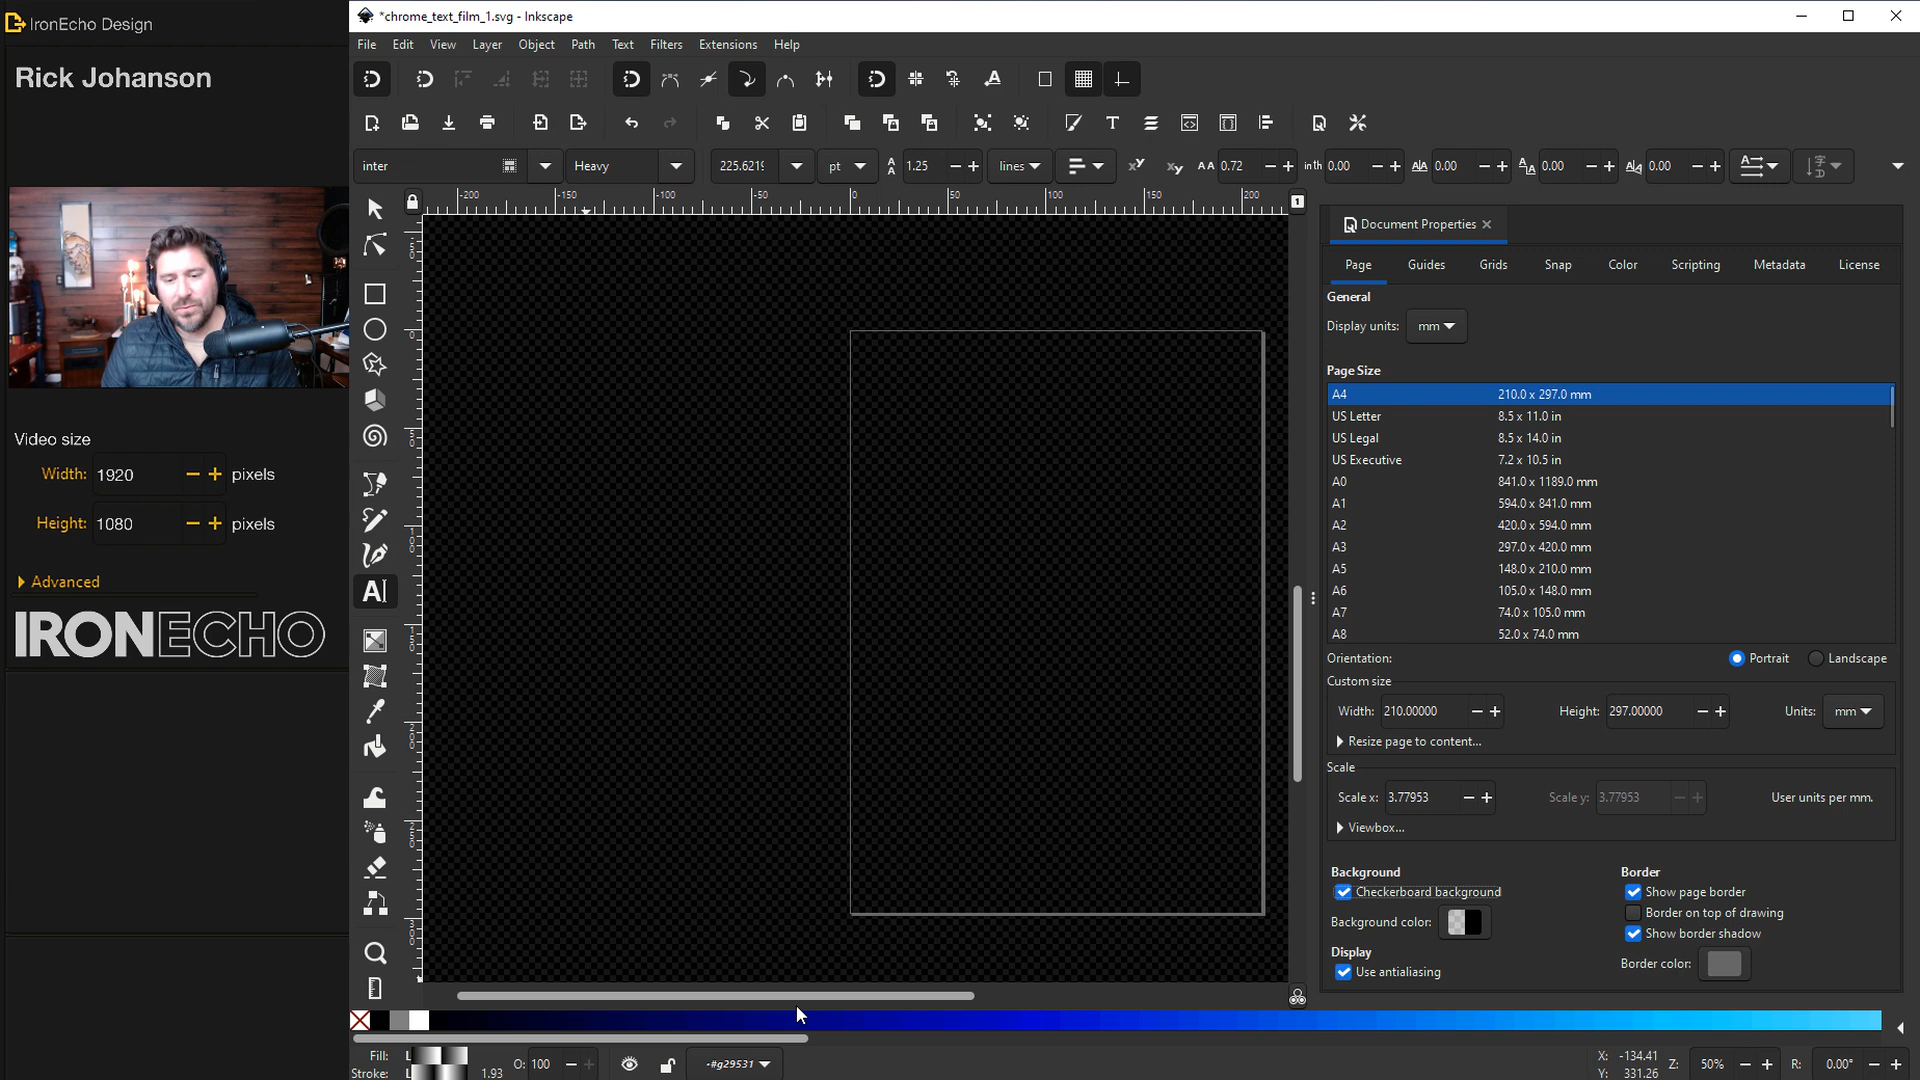 IronEcho Design
Rick Johanson
Video size
Width: 1920 pixels
Height: 1080 pixels
Advanced
IRONECHO
*chrome_text_film_1.svg - Inkscape
File Edit View Layer Object Path Text Filters Extensions Help
inter Heavy 225.6219 pt 1.25 lines 0.72 0.00 0.00 0.00 0.00
-200 -150 -100 -50 0 50 100 150 200
Document Properties
Page Guides Grids Snap Color Scripting Metadata License
General
Display units: mm
Page Size
A4 210.0 x 297.0 mm
US Letter 8.5 x 11.0 in
US Legal 8.5 x 14.0 in
US Executive 7.2 x 10.5 in
A0 841.0 x 1189.0 mm
A1 594.0 x 841.0 mm
A2 420.0 x 594.0 mm
A3 297.0 x 420.0 mm
A5 148.0 x 210.0 mm
A6 105.0 x 148.0 mm
A7 74.0 x 105.0 mm
A8 52.0 x 74.0 mm
Orientation: Portrait Landscape
Custom size
Width: 210.00000 Height: 297.00000 Units: mm
Resize page to content...
Scale
Scale x: 3.77953 Scale y: 3.77953 User units per mm.
Viewbox...
Background Border
Checkerboard background Show page border
Border on top of drawing
Background color: Show border shadow
Display
Use antialiasing Border color:
Fill: L
Stroke: L 1.93 O: 100 -#g29531
X: -134.41
Y: 331.26
Z: 50% R: 0.00°